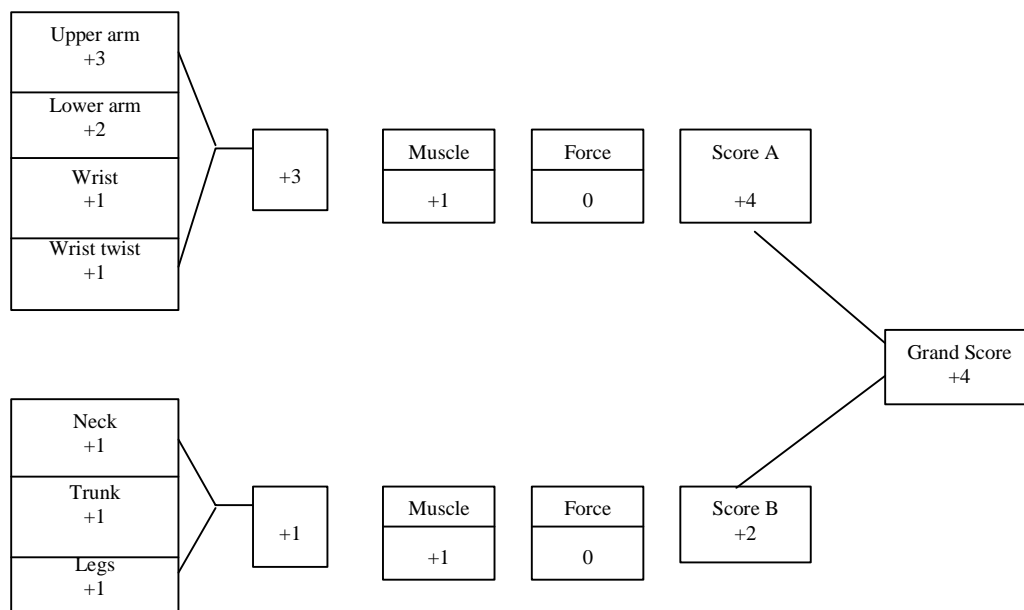 Upper arm
+3
Lower arm
+2
Wrist
+1
Wrist twist
+1
+3
Muscle
+1
Force
0
Score A
+4
Grand Score
+4
Neck
+1
Trunk
+1
Legs
+1
+1
Muscle
+1
Force
0
Score B
+2